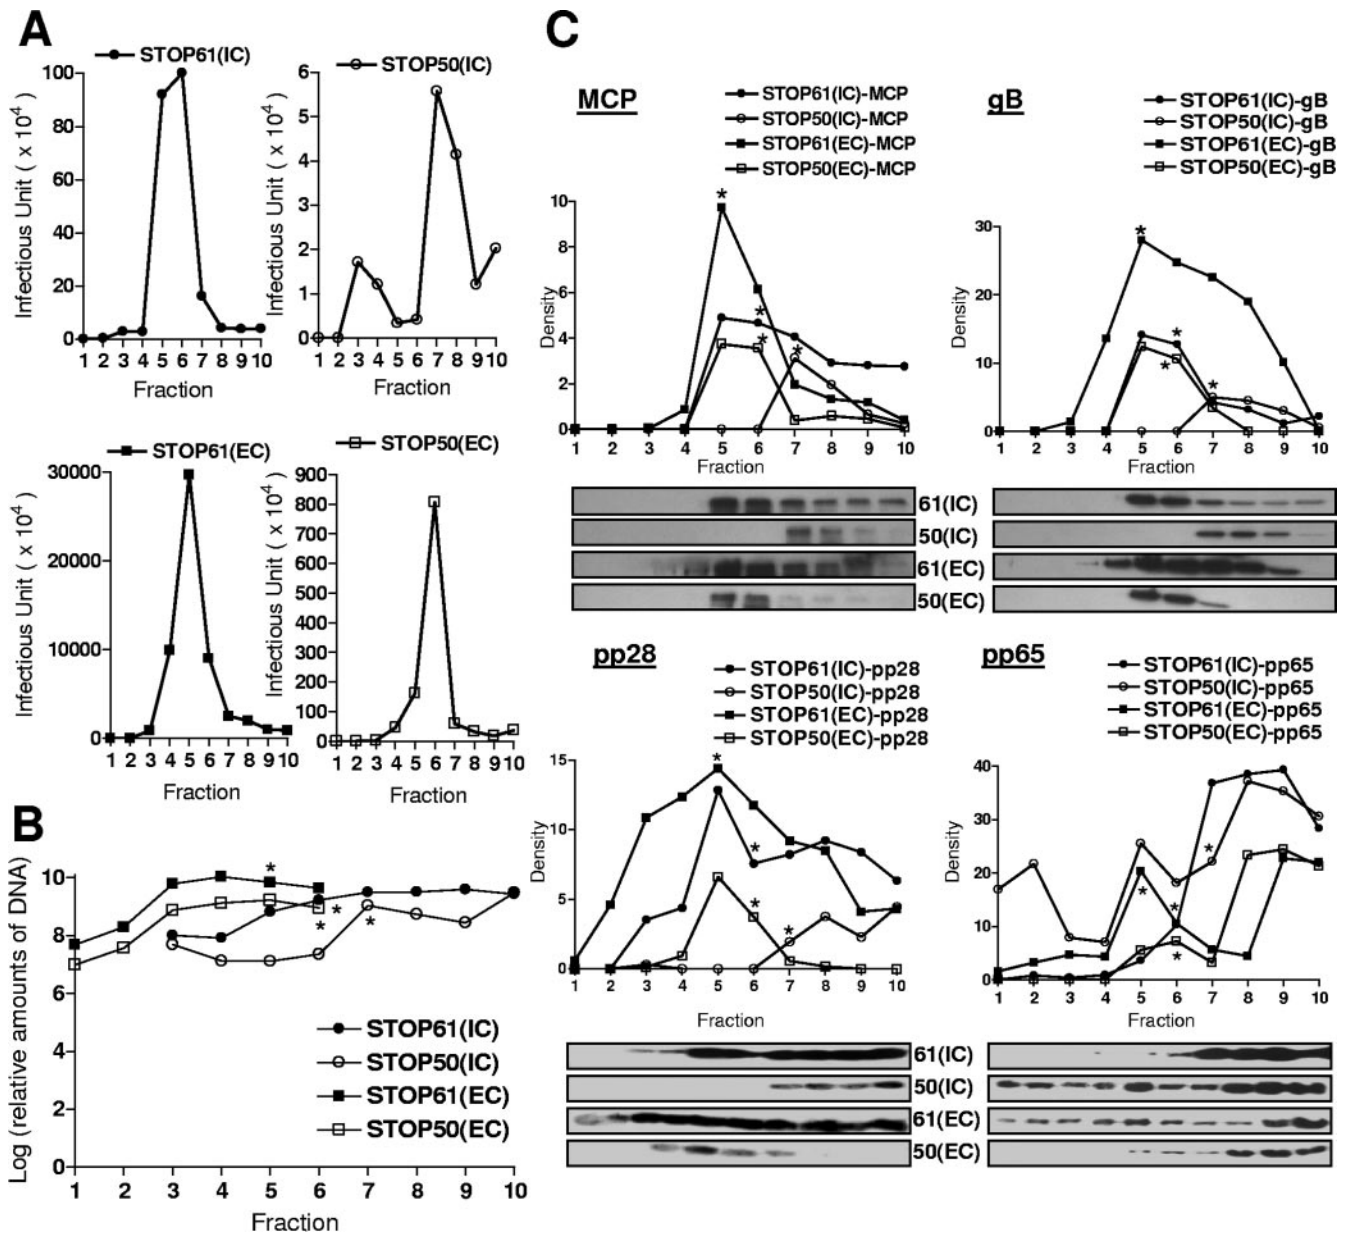 A
STOP61(IC)
Infectious Unit ( x 10^4 )
100
80
60
40
20
0
1 2 3 4 5 6 7 8 9 10
Fraction
STOP50(IC)
Infectious Unit ( x 10^4 )
6
5
4
3
2
1
0
1 2 3 4 5 6 7 8 9 10
Fraction
STOP61(EC)
Infectious Unit ( x 10^4 )
30000
20000
10000
0
1 2 3 4 5 6 7 8 9 10
Fraction
STOP50(EC)
Infectious Unit ( x 10^4 )
900
800
700
600
500
400
300
200
100
0
1 2 3 4 5 6 7 8 9 10
Fraction
B
Log (relative amounts of DNA)
10
8
6
4
2
0
* * * *
STOP61(IC)
STOP50(IC)
STOP61(EC)
STOP50(EC)
1 2 3 4 5 6 7 8 9 10
Fraction
C
MCP
STOP61(IC)-MCP
STOP50(IC)-MCP
STOP61(EC)-MCP
STOP50(EC)-MCP
Density
10
8
6
4
2
0
* * * *
1 2 3 4 5 6 7 8 9 10
Fraction
gB
STOP61(IC)-gB
STOP50(IC)-gB
STOP61(EC)-gB
STOP50(EC)-gB
Density
30
20
10
0
* * * *
1 2 3 4 5 6 7 8 9 10
Fraction
61(IC)
50(IC)
61(EC)
50(EC)
pp28
STOP61(IC)-pp28
STOP50(IC)-pp28
STOP61(EC)-pp28
STOP50(EC)-pp28
Density
15
10
5
0
* * * *
1 2 3 4 5 6 7 8 9 10
Fraction
pp65
STOP61(IC)-pp65
STOP50(IC)-pp65
STOP61(EC)-pp65
STOP50(EC)-pp65
Density
40
30
20
10
0
* * * *
1 2 3 4 5 6 7 8 9 10
Fraction
61(IC)
50(IC)
61(EC)
50(EC)